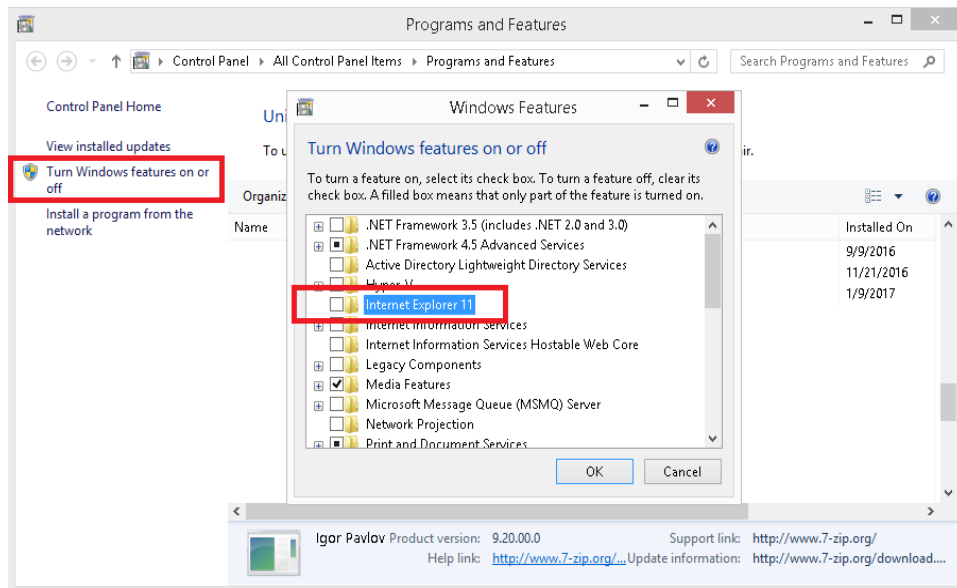 Programs and Features
Control Panel All Control Panel Items Programs and Features
Search Programs and Features
Control Panel Home
View installed updates
Turn Windows features on or
off
Install a program from the
network
Uni
To u
ir.
Organiz
Name
Installed On
9/9/2016
11/21/2016
1/9/2017
Windows Features
Turn Windows features on or off
To turn a feature on, select its check box. To turn a feature off, clear its
check box. A filled box means that only part of the feature is turned on.
.NET Framework 3.5 (includes .NET 2.0 and 3.0)
.NET Framework 4.5 Advanced Services
Active Directory Lightweight Directory Services
Hyper-V
Internet Explorer 11
Internet Information Services
Internet Information Services Hostable Web Core
Legacy Components
Media Features
Microsoft Message Queue (MSMQ) Server
Network Projection
Print and Document Services
OK Cancel
Igor Pavlov Product version: 9.20.00.0 Support link: http://www.7-zip.org/
Help link: http://www.7-zip.org/... Update information: http://www.7-zip.org/download....